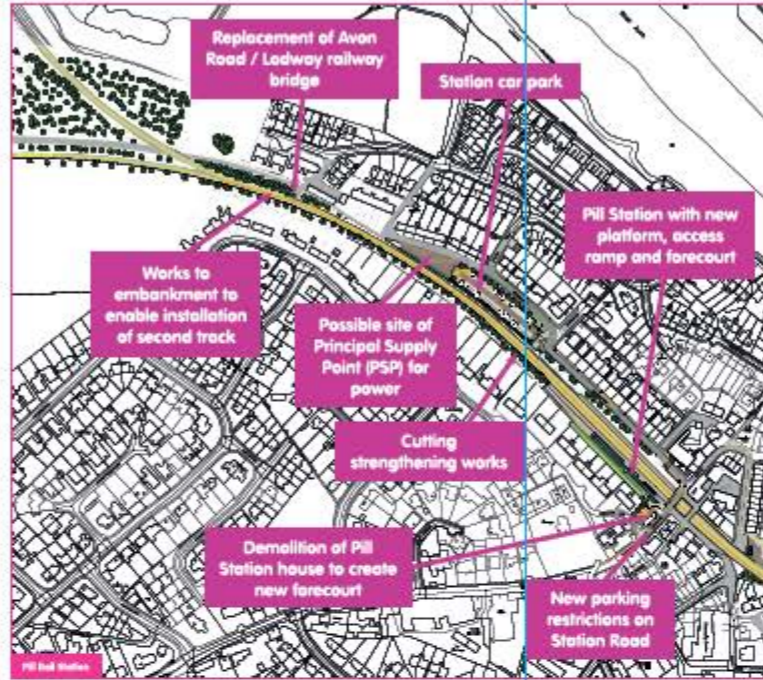 Replacement of Avon
Road / Lodway railway
bridge
Station car park
Pill Station with new
platform, access
ramp and forecourt
Works to
embankment to
enable installation
of second track
Possible site of
Principal Supply
Point (PSP) for
power
Cutting
strengthening works
Demolition of Pill
Station house to create
new forecourt
New parking
restrictions on
Station Road
Pill Rail Station